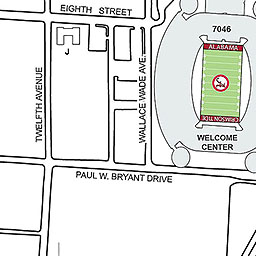 EIGHTH STREET
7046
ALABAMA
J
TWELFTH AVENUE
WALLACE WADE AVE.
CRIMSON TIDE
WELCOME
CENTER
PAUL W. BRYANT DRIVE